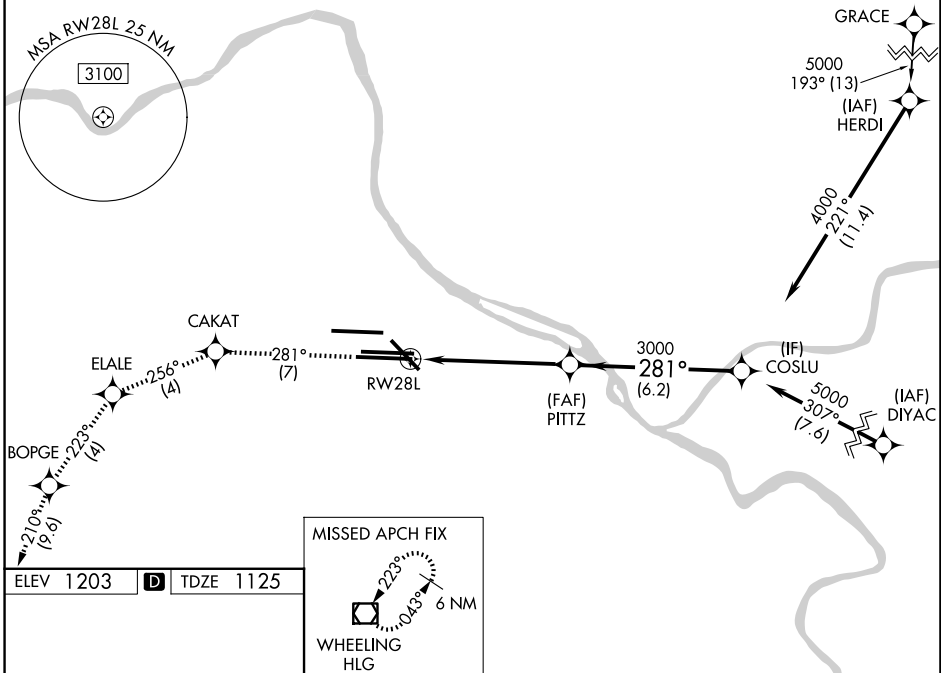 MSA RW28L 25 NM
3100
GRACE
5000
193° (13)
(IAF)
HERDI
4000
221°
(11.4)
CAKAT
281°
(7)
RW28L
ELALE
256°
(4)
BOPGE
223°
(4)
210°
(9.6)
(FAF)
PITTZ
3000
281°
(6.2)
(IF)
COSLU
5000
307°
(7.6)
(IAF)
DIYAC
ELEV 1203 D TDZE 1125
MISSED APCH FIX
223°
043°
6 NM
WHEELING
HLG